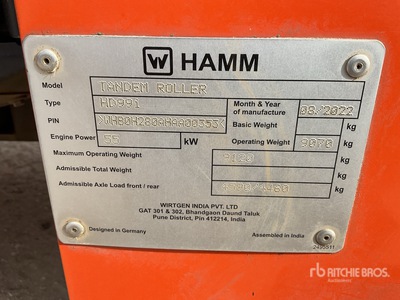 W HAMM
Model TANDEM ROLLER
Type HD991 Month & Year of manufacture 08/2022
PIN Basic Weight kg
Engine Power 55 kW Operating Weight 9070 kg
Maximum Operating Weight kg
Admissible Total Weight kg
Admissible Axle Load front / rear kg
WIRTGEN INDIA PVT. LTD
GAT 301 & 302, Bhandgaon Daund Taluk
Pune District, Pin 412214, India
Designed in Germany Assembled in India
2495511
rb RITCHIE BROS.